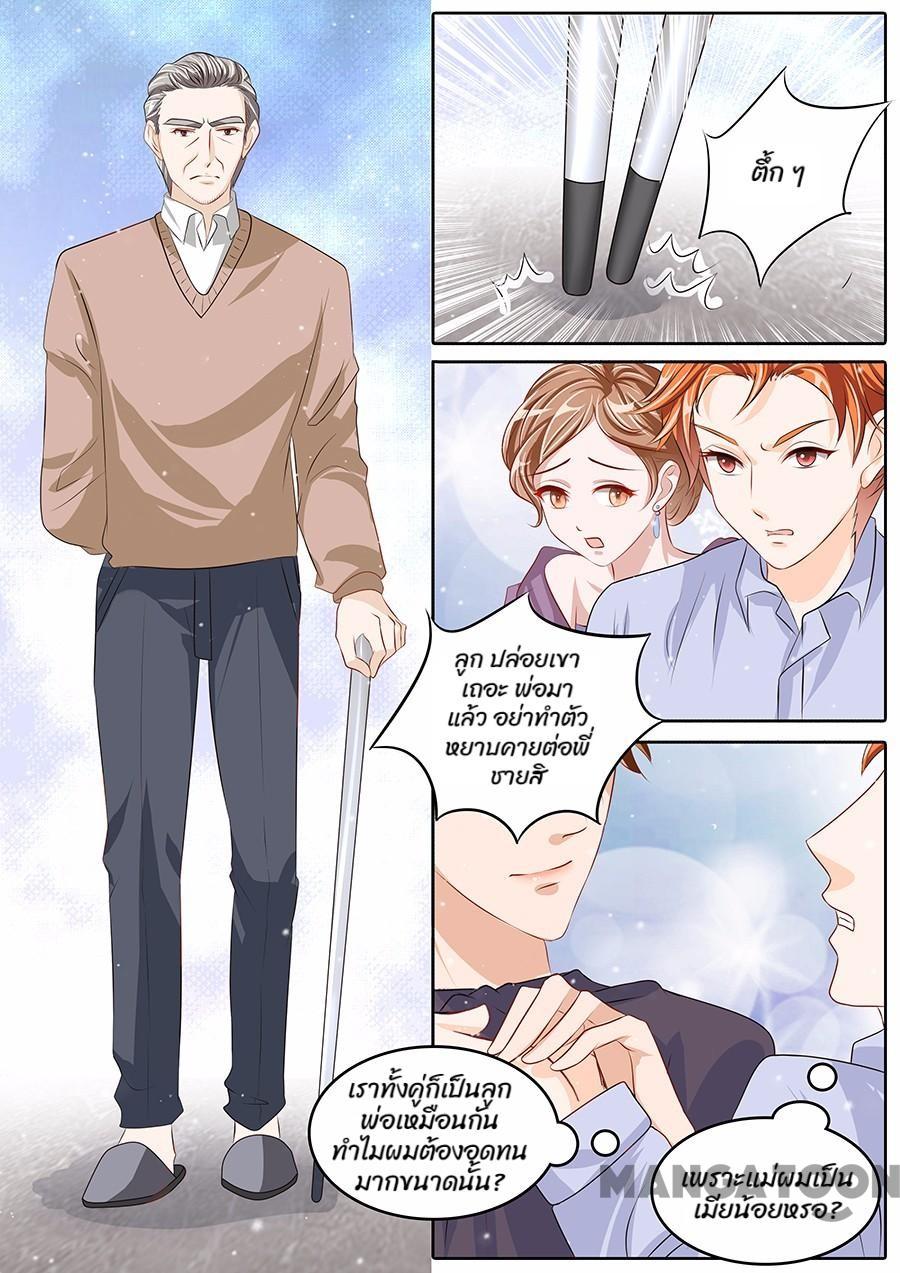 ตึ้ก ๆ
ลูก ปล่อยเขา
เถอะ พ่อมา
แล้ว อย่าทำตัว
หยาบคายต่อพี่
ชายสิ
เราทั้งคู่ก็เป็นลูก
พ่อเหมือนกัน
ทำไมผมต้องอดทน
มากขนาดนั้น?
เพราะแม่ผมเป็น
เมียน้อยหรอ?
MANGATOON